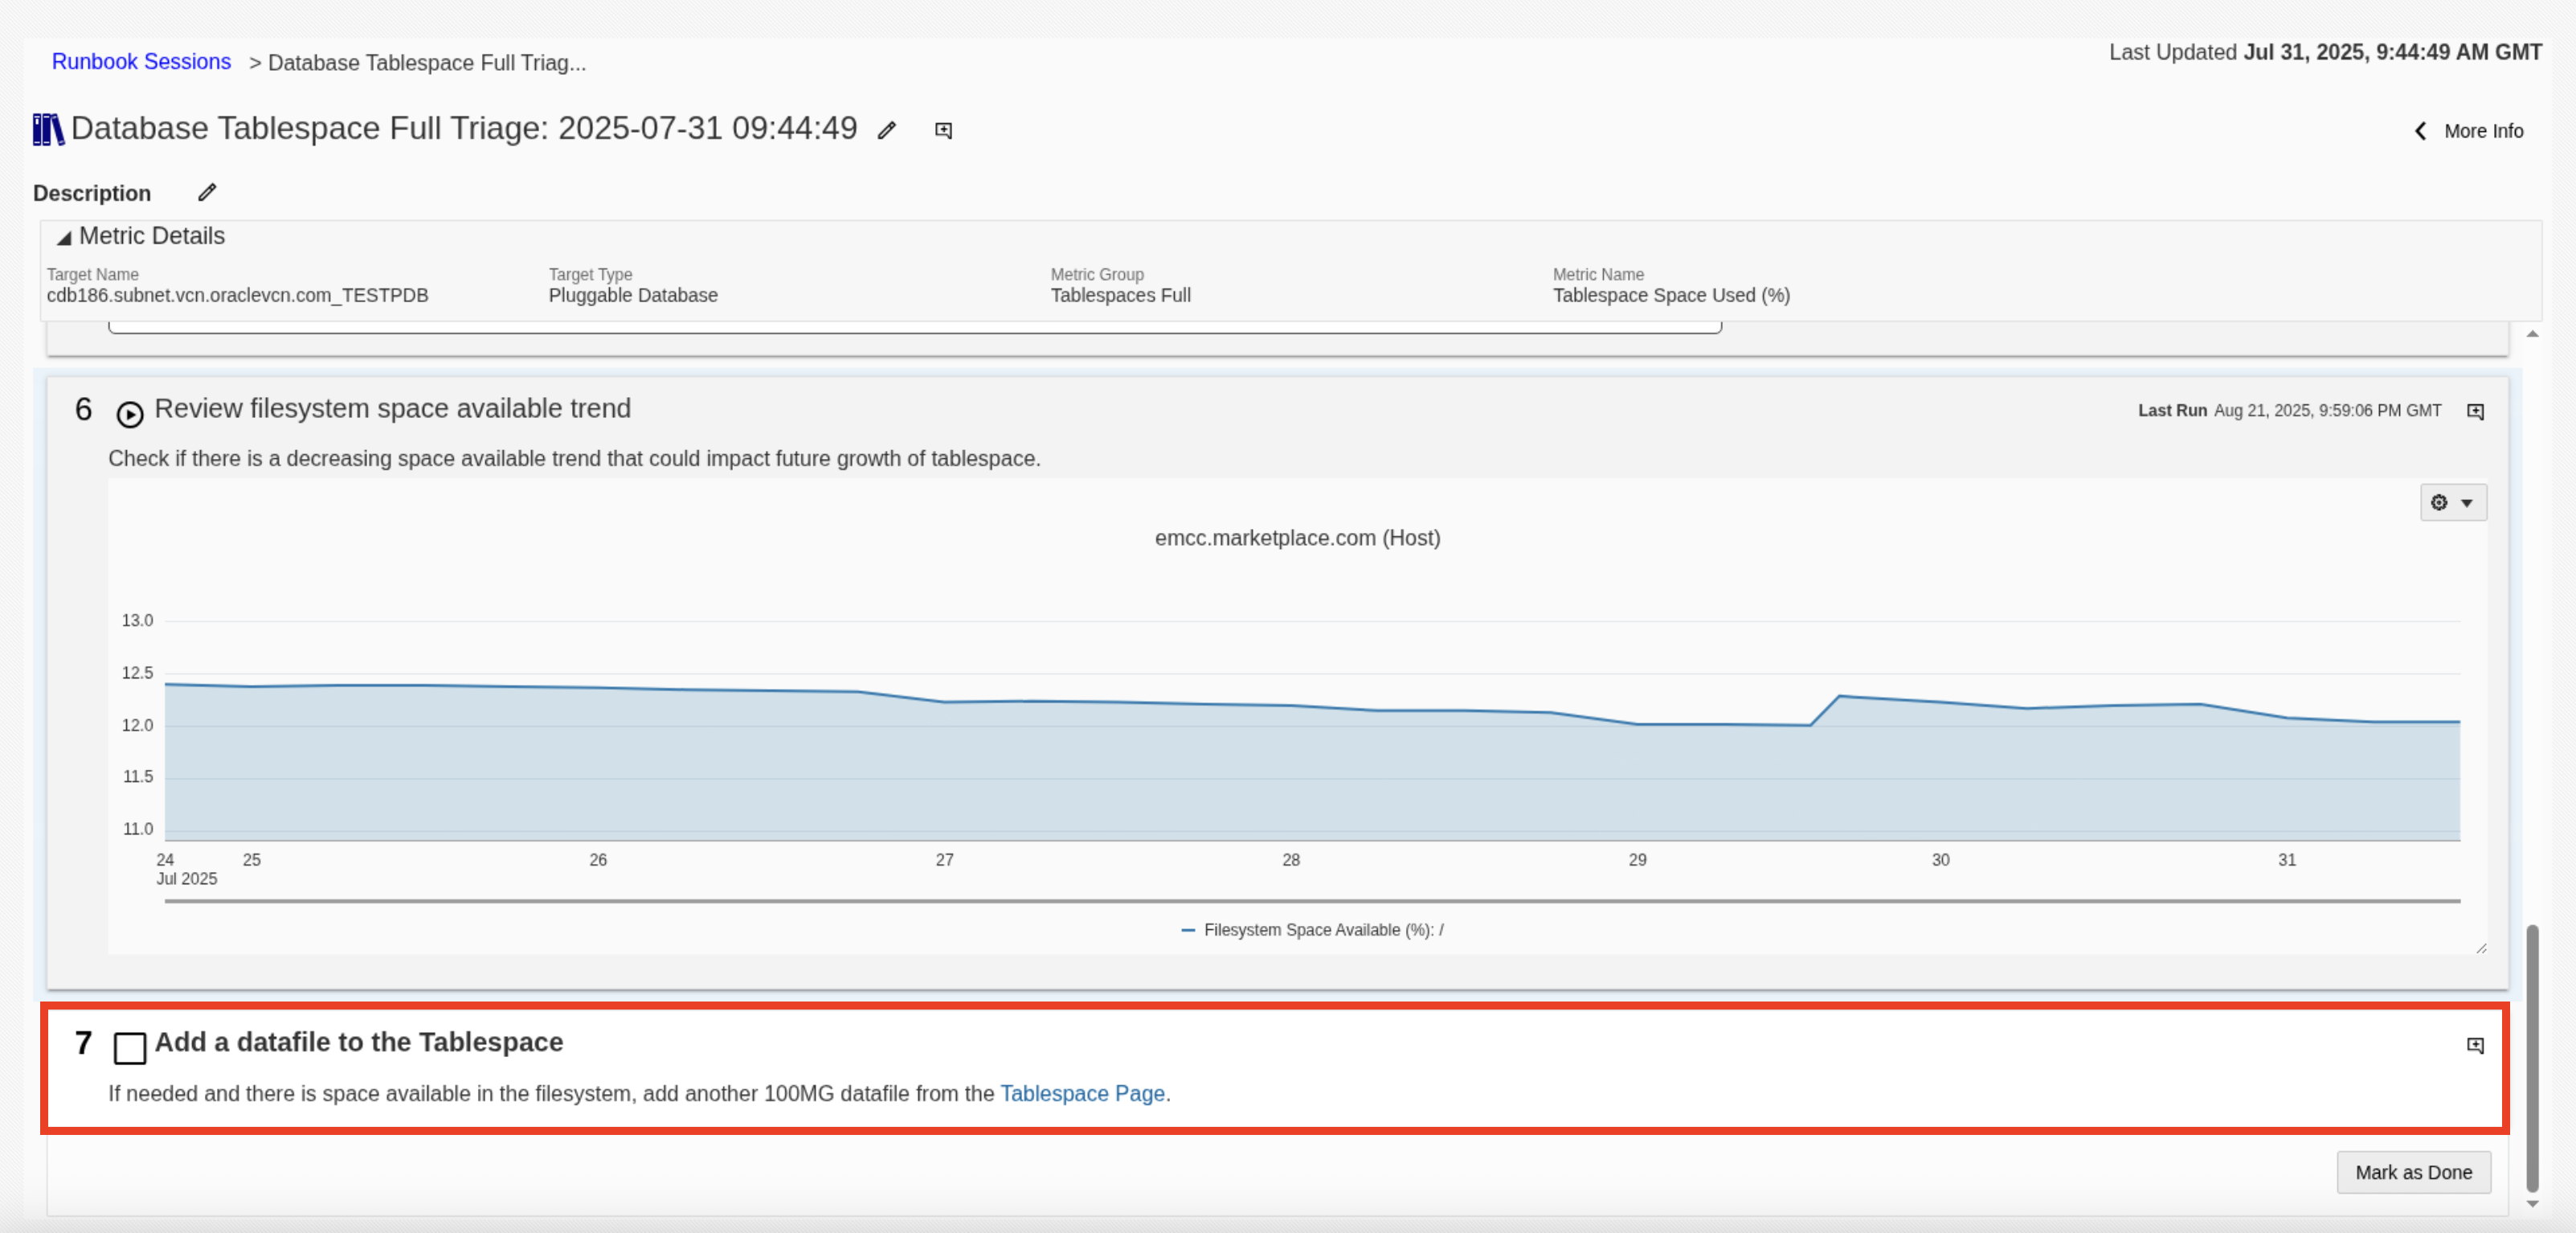 Runbook Sessions > Database Tablespace Full Triag...
Last Updated Jul 31, 2025, 9:44:49 AM GMT
Database Tablespace Full Triage: 2025-07-31 09:44:49
More Info
Description
Metric Details
Target Name
cdb186.subnet.vcn.oraclevcn.com_TESTPDB
Target Type
Pluggable Database
Metric Group
Tablespaces Full
Metric Name
Tablespace Space Used (%)
6 Review filesystem space available trend
Last Run Aug 21, 2025, 9:59:06 PM GMT
Check if there is a decreasing space available trend that could impact future growth of tablespace.
emcc.marketplace.com (Host)
13.0
12.5
12.0
11.5
11.0
24 25 26 27 28 29 30 31
Jul 2025
Filesystem Space Available (%): /
7 Add a datafile to the Tablespace
If needed and there is space available in the filesystem, add another 100MG datafile from the Tablespace Page.
Mark as Done